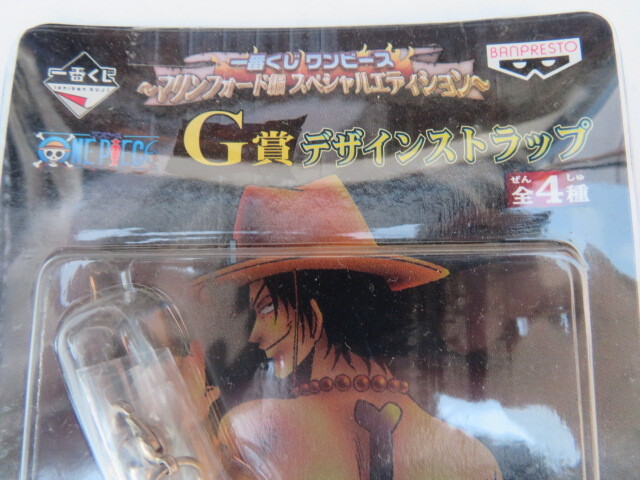 一番くじ
ICHIBAN KUJI
一番くじ ワンピース
～マリンフォード編 スペシャルエディション～
BANPRESTO
ONE PIECE
G賞 デザインストラップ
ぜん しゅ
全4種